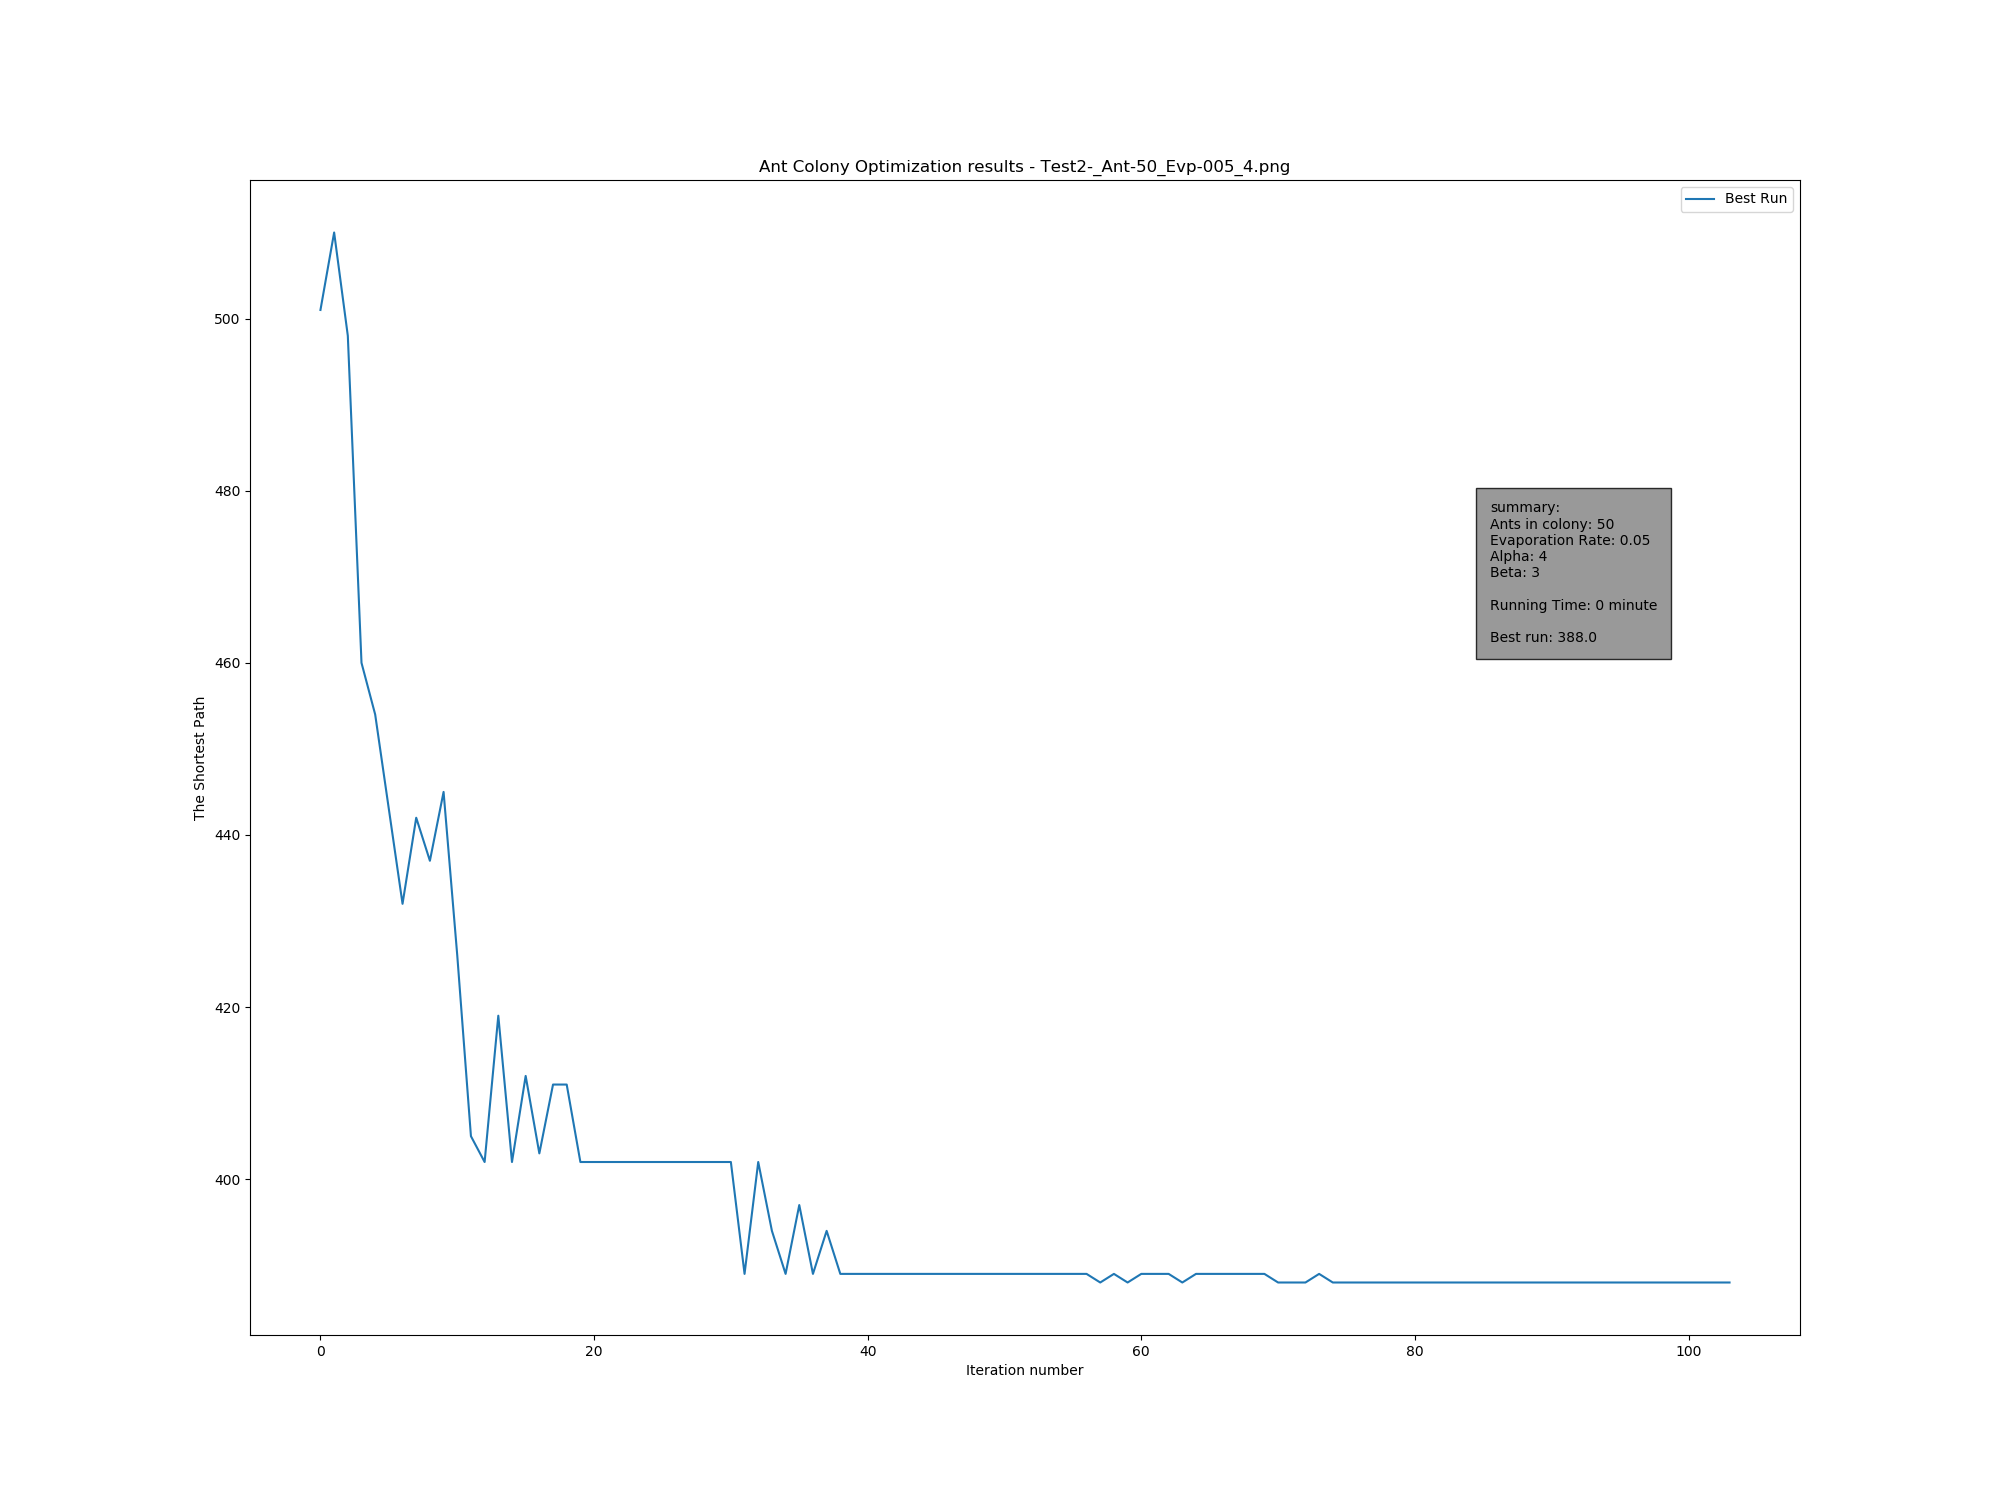 Ant Colony Optimization results - Test2-_Ant-50_Evp-005_4.png
Best Run
500
480
460
440
420
400
The Shortest Path
summary:
Ants in colony: 50
Evaporation Rate: 0.05
Alpha: 4
Beta: 3
Running Time: 0 minute
Best run: 388.0
0 20 40 60 80 100
Iteration number